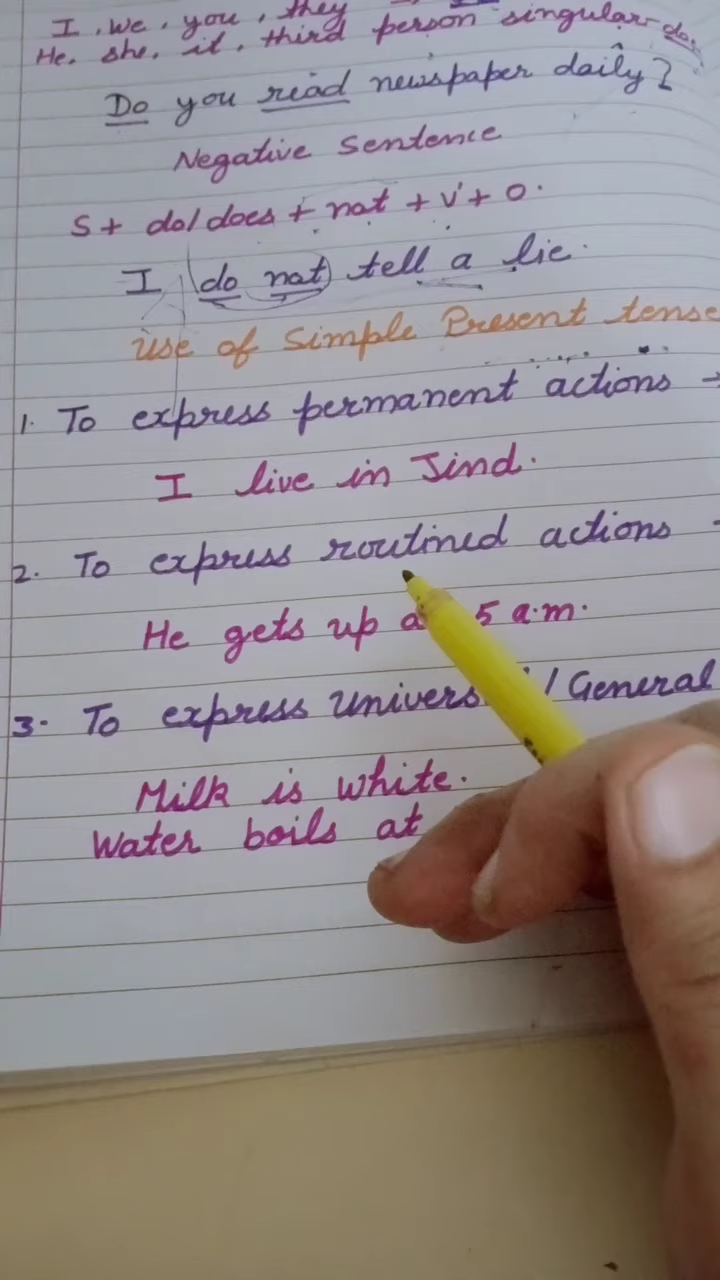 I, we, you, they
He, she, it, third person singular-
Do you read newspaper daily?
Negative Sentence
S + do/does + not + V' + O.
I do not tell a lie.
Use of Simple Present tense
1. To express permanent actions →
I live in Jind.
2. To express routined actions -
He gets up 5 a.m.
3. To express / General
Milk is white.
Water boils at